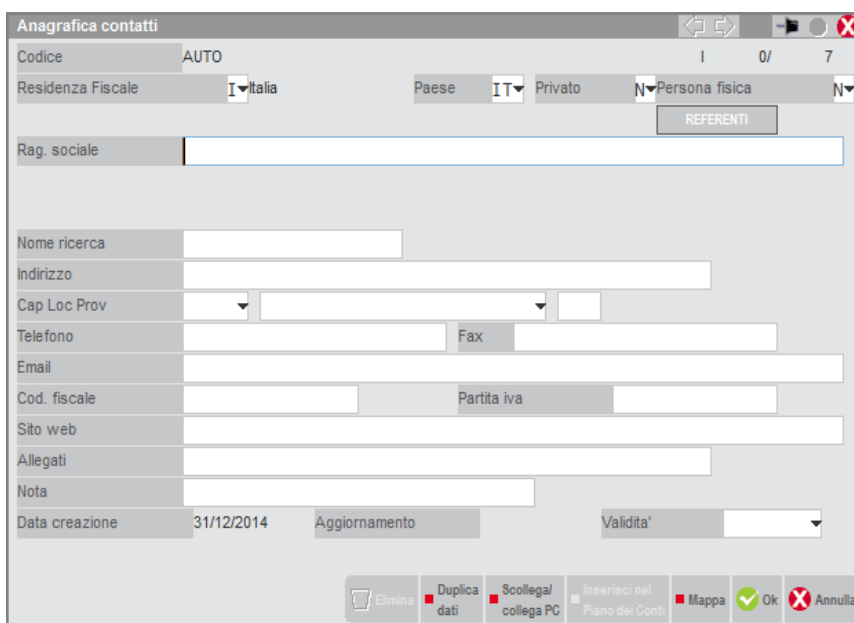 Anagrafica contatti
Codice AUTO I 0/ 7
Residenza Fiscale I Italia Paese IT Privato N Persona fisica N
REFERENTI
Rag. sociale
Nome ricerca
Indirizzo
Cap Loc Prov
Telefono Fax
Email
Cod. fiscale Partita iva
Sito web
Allegati
Nota
Data creazione 31/12/2014 Aggiornamento Validita'
Elimina Duplica dati Scollega/ collega PC Inserisci nel Piano dei Conti Mappa Ok Annulla